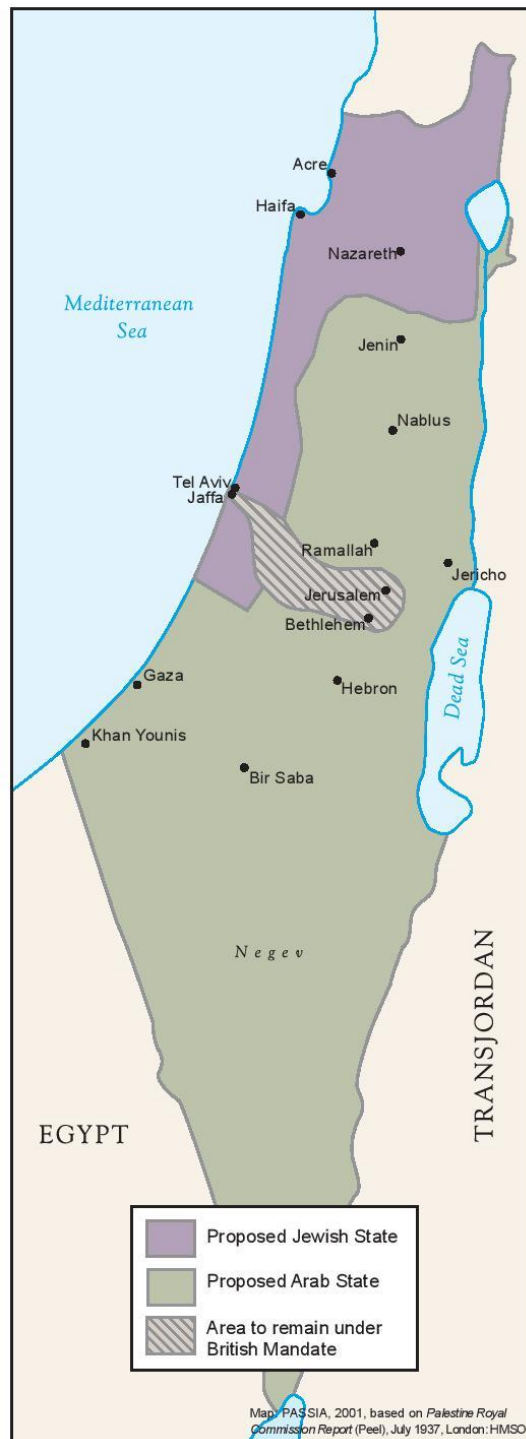 Acre
Haifa
Nazareth
Mediterranean
Sea
Jenin
Nablus
Tel Aviv
Jaffa
Ramallah
Jericho
Jerusalem
Bethlehem
Dead Sea
Gaza
Hebron
Khan Younis
Bir Saba
Negev
TRANSJORDAN
EGYPT
Proposed Jewish State
Proposed Arab State
Area to remain under
British Mandate
Map: PASSIA, 2001, based on Palestine Royal
Commission Report (Peel), July 1937, London: HMSO